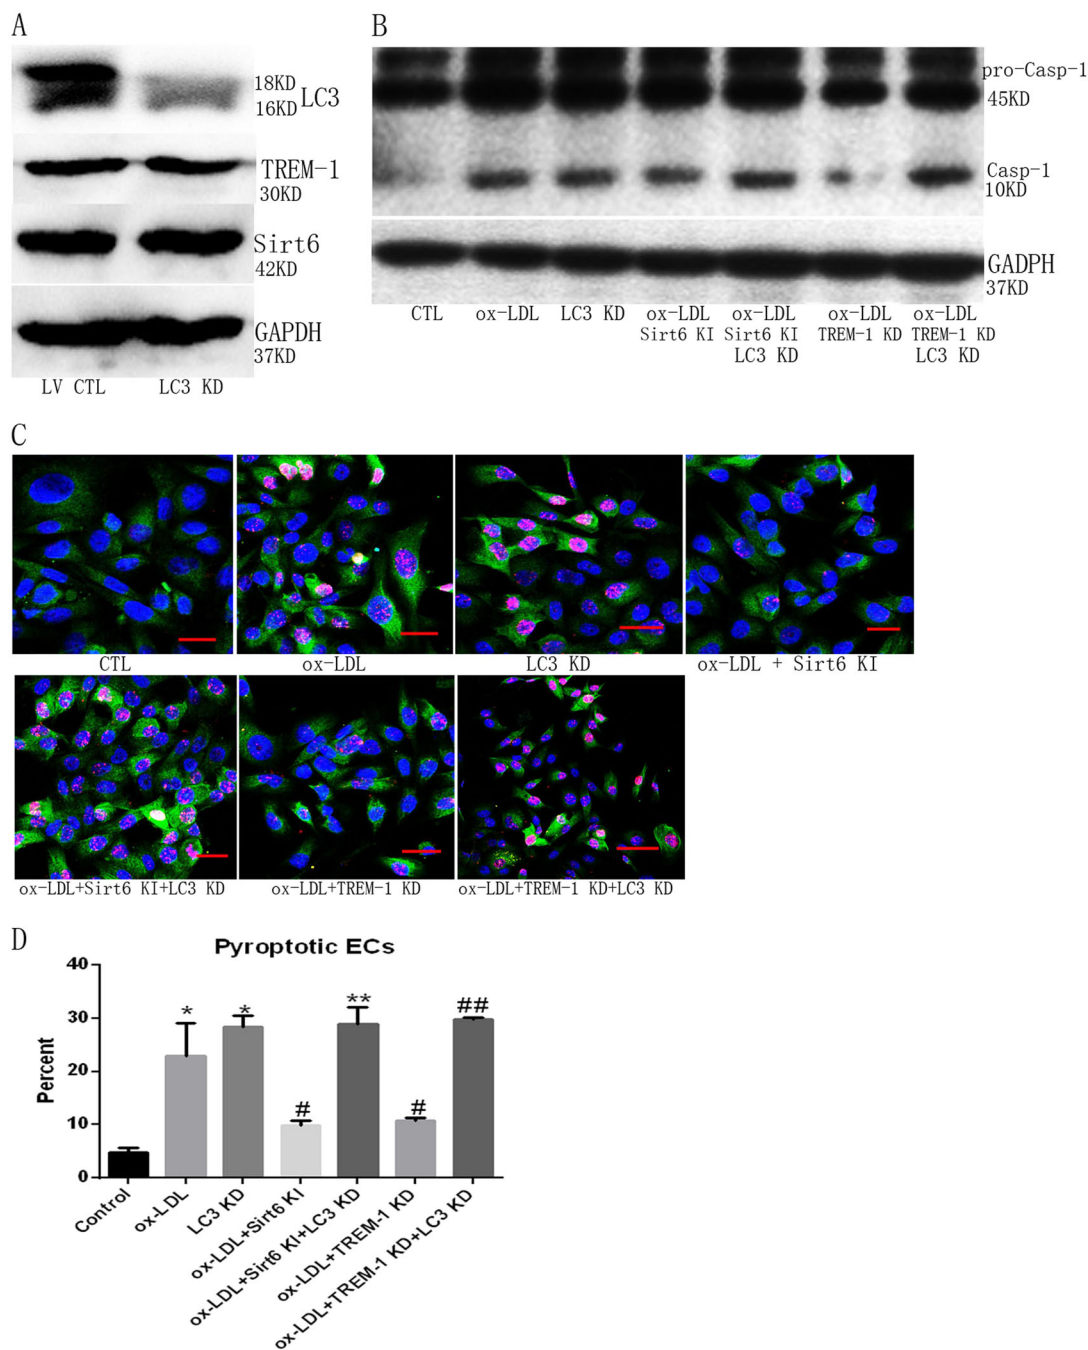 A
18KD
16KD
LC3
TREM-1
30KD
Sirt6
42KD
GAPDH
37KD
LV CTL
LC3 KD
B
pro-Casp-1
45KD
Casp-1
10KD
GADPH
37KD
CTL
ox-LDL
LC3 KD
ox-LDL
Sirt6 KI
ox-LDL
Sirt6 KI
LC3 KD
ox-LDL
TREM-1 KD
ox-LDL
TREM-1 KD
LC3 KD
C
CTL
ox-LDL
LC3 KD
ox-LDL + Sirt6 KI
ox-LDL+Sirt6 KI+LC3 KD
ox-LDL+TREM-1 KD
ox-LDL+TREM-1 KD+LC3 KD
D
Pyroptotic ECs
Percent
40
30
20
10
0
*
*
#
**
#
##
Control
ox-LDL
LC3 KD
ox-LDL+Sirt6 KI
ox-LDL+Sirt6 KI+LC3 KD
ox-LDL+TREM-1 KD
ox-LDL+TREM-1 KD+LC3 KD